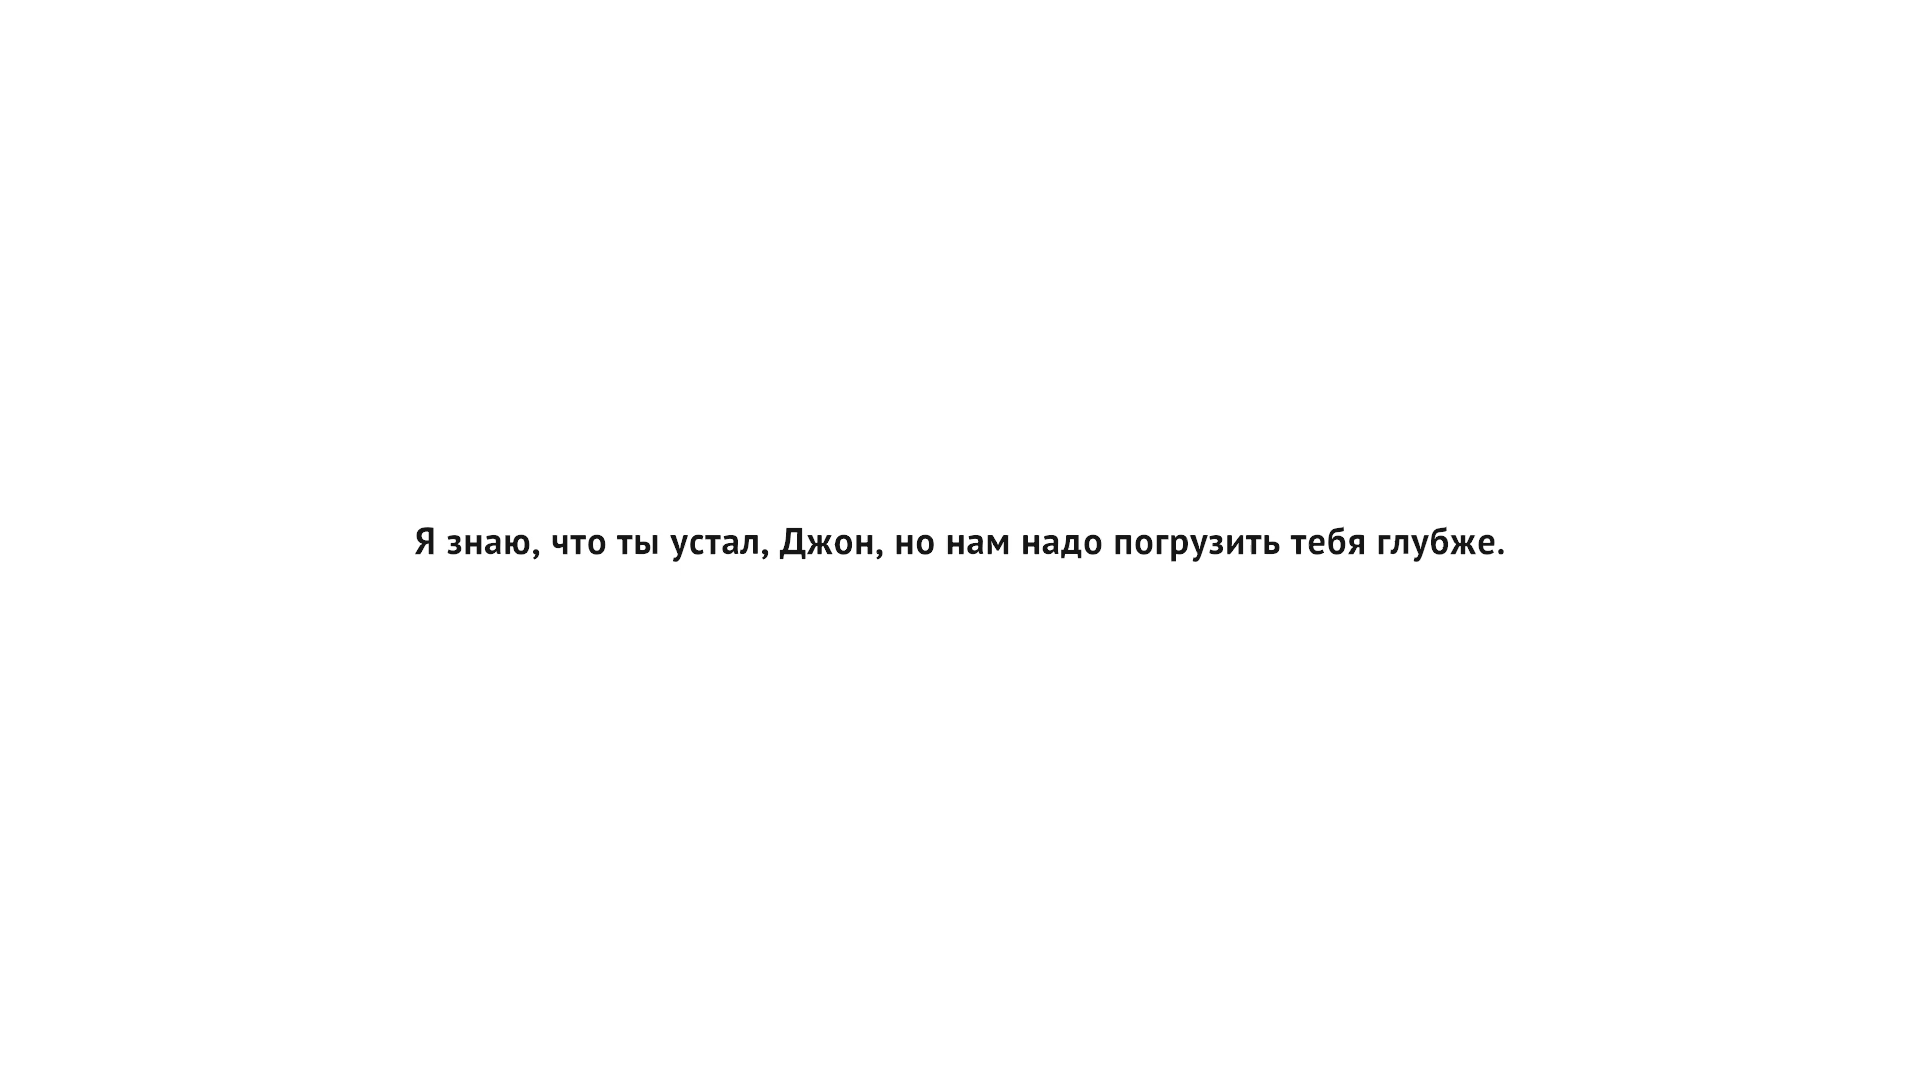 Я знаю, что ты устал, Джон, но нам надо погрузить тебя глубже.